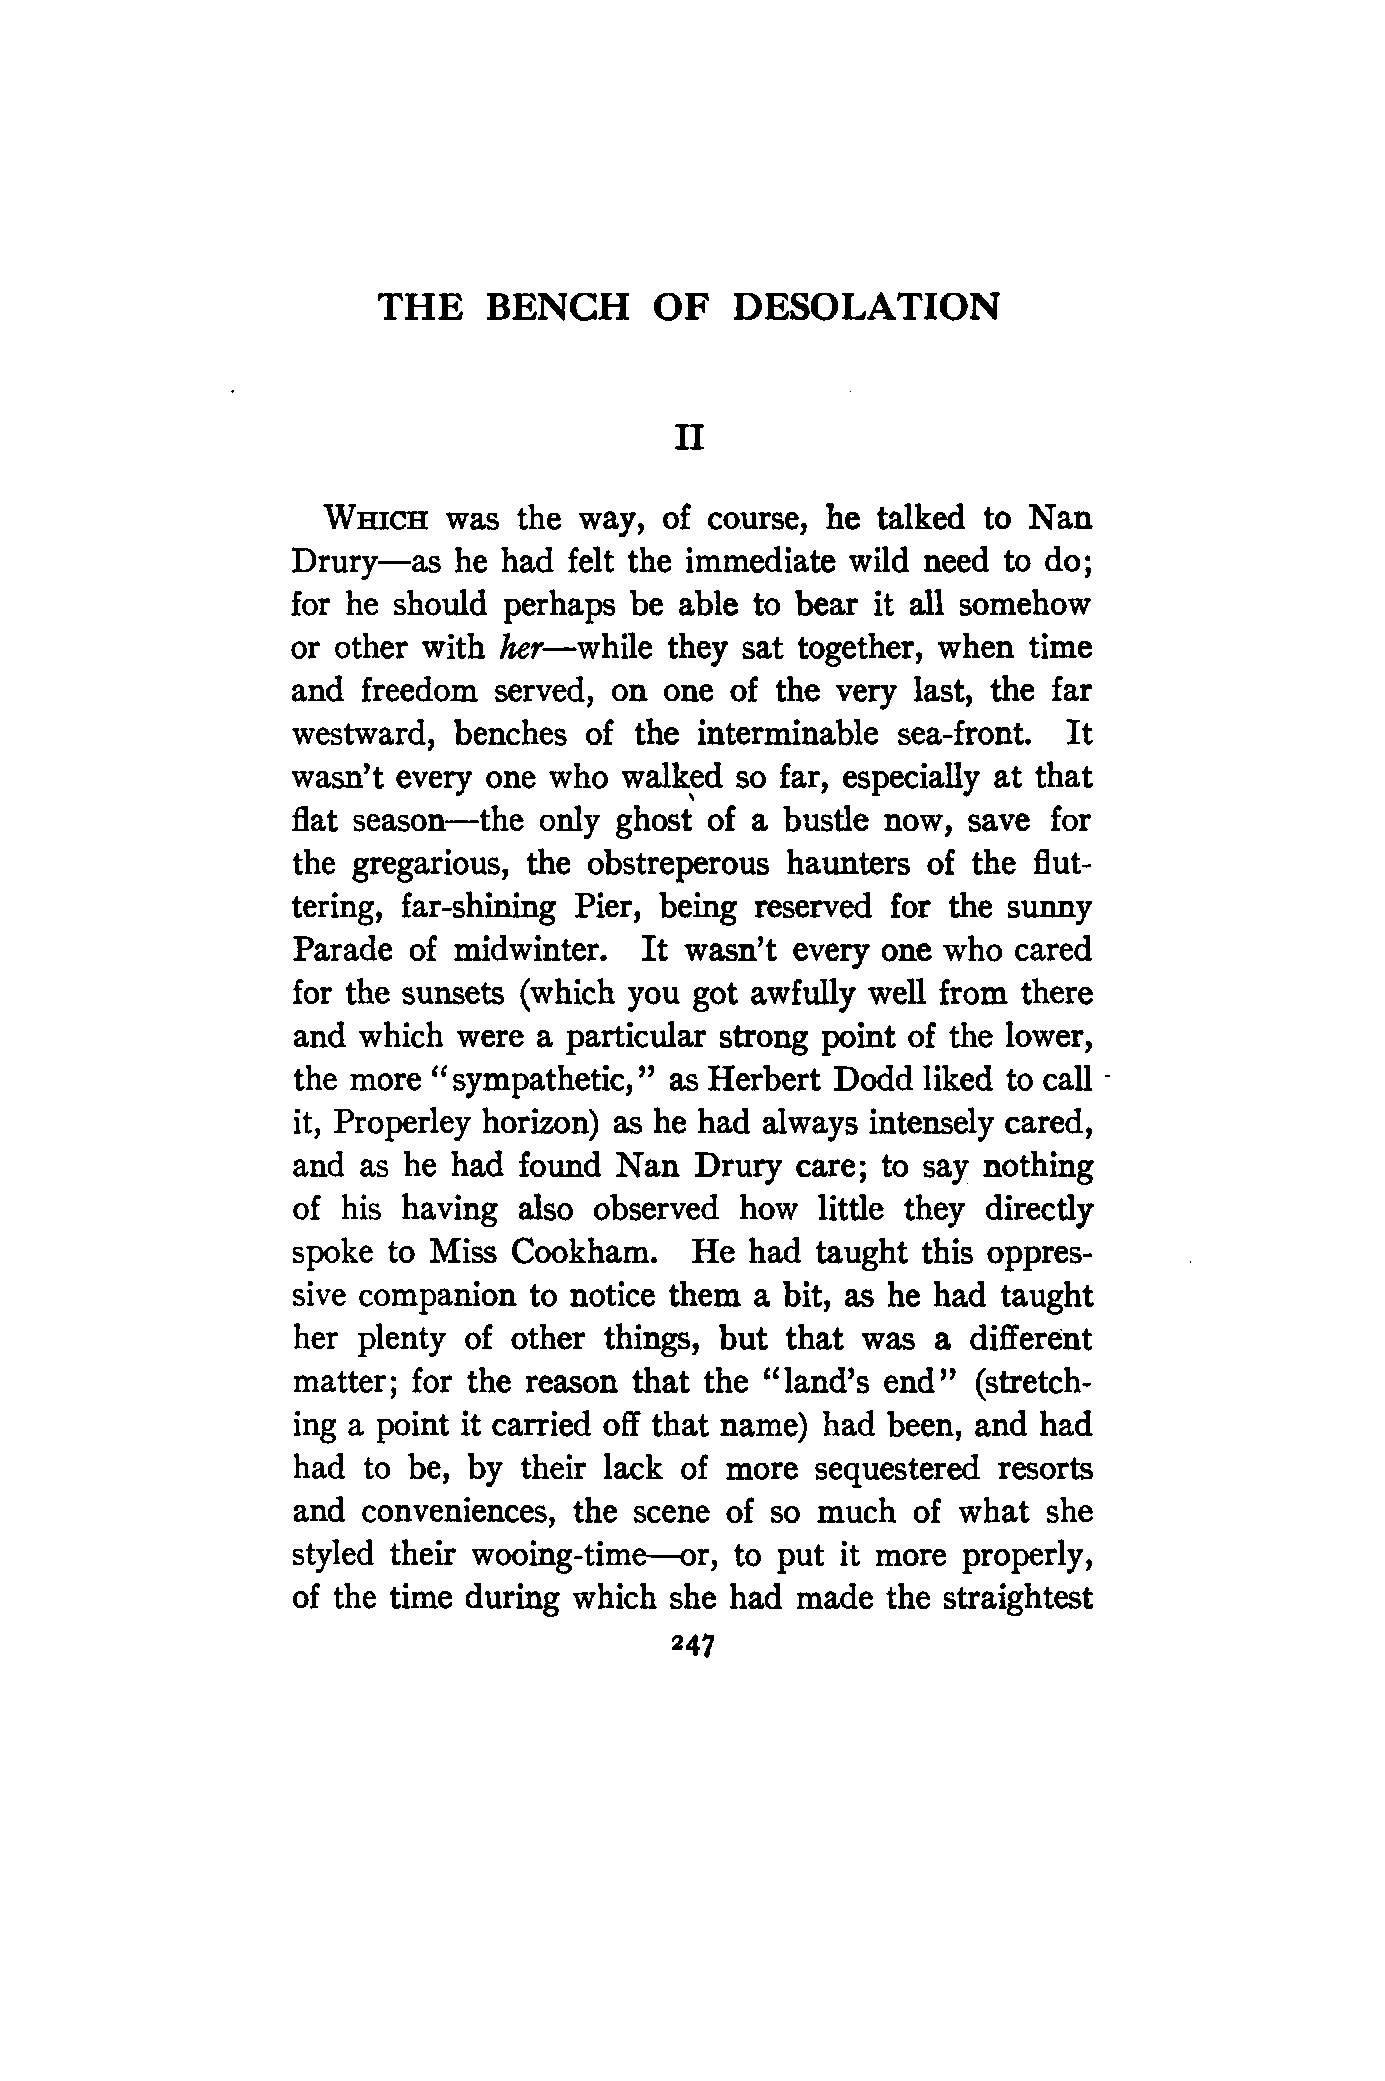 THE BENCH OF DESOLATION
II
WHICH was the way, of course, he talked to Nan
Drury—as he had felt the immediate wild need to do;
for he should perhaps be able to bear it all somehow
or other with her—while they sat together, when time
and freedom served, on one of the very last, the far
westward, benches of the interminable sea-front. It
wasn't every one who walked so far, especially at that
flat season—the only ghost of a bustle now, save for
the gregarious, the obstreperous haunters of the flut-
tering, far-shining Pier, being reserved for the sunny
Parade of midwinter. It wasn't every one who cared
for the sunsets (which you got awfully well from there
and which were a particular strong point of the lower,
the more "sympathetic," as Herbert Dodd liked to call
it, Properley horizon) as he had always intensely cared,
and as he had found Nan Drury care; to say nothing
of his having also observed how little they directly
spoke to Miss Cookham. He had taught this oppres-
sive companion to notice them a bit, as he had taught
her plenty of other things, but that was a different
matter; for the reason that the "land's end" (stretch-
ing a point it carried off that name) had been, and had
had to be, by their lack of more sequestered resorts
and conveniences, the scene of so much of what she
styled their wooing-time—or, to put it more properly,
of the time during which she had made the straightest
247